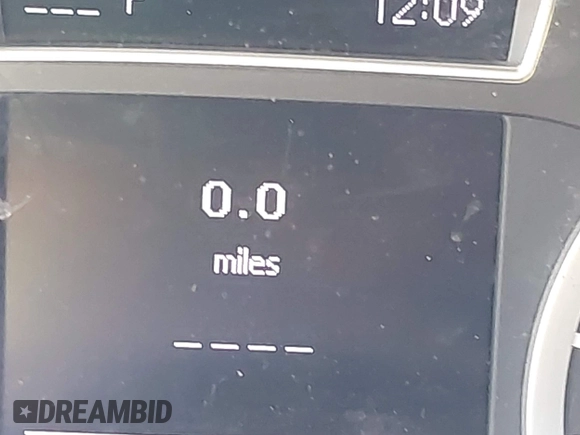 --- F 12:09
0.0
miles
----
DREAMBID